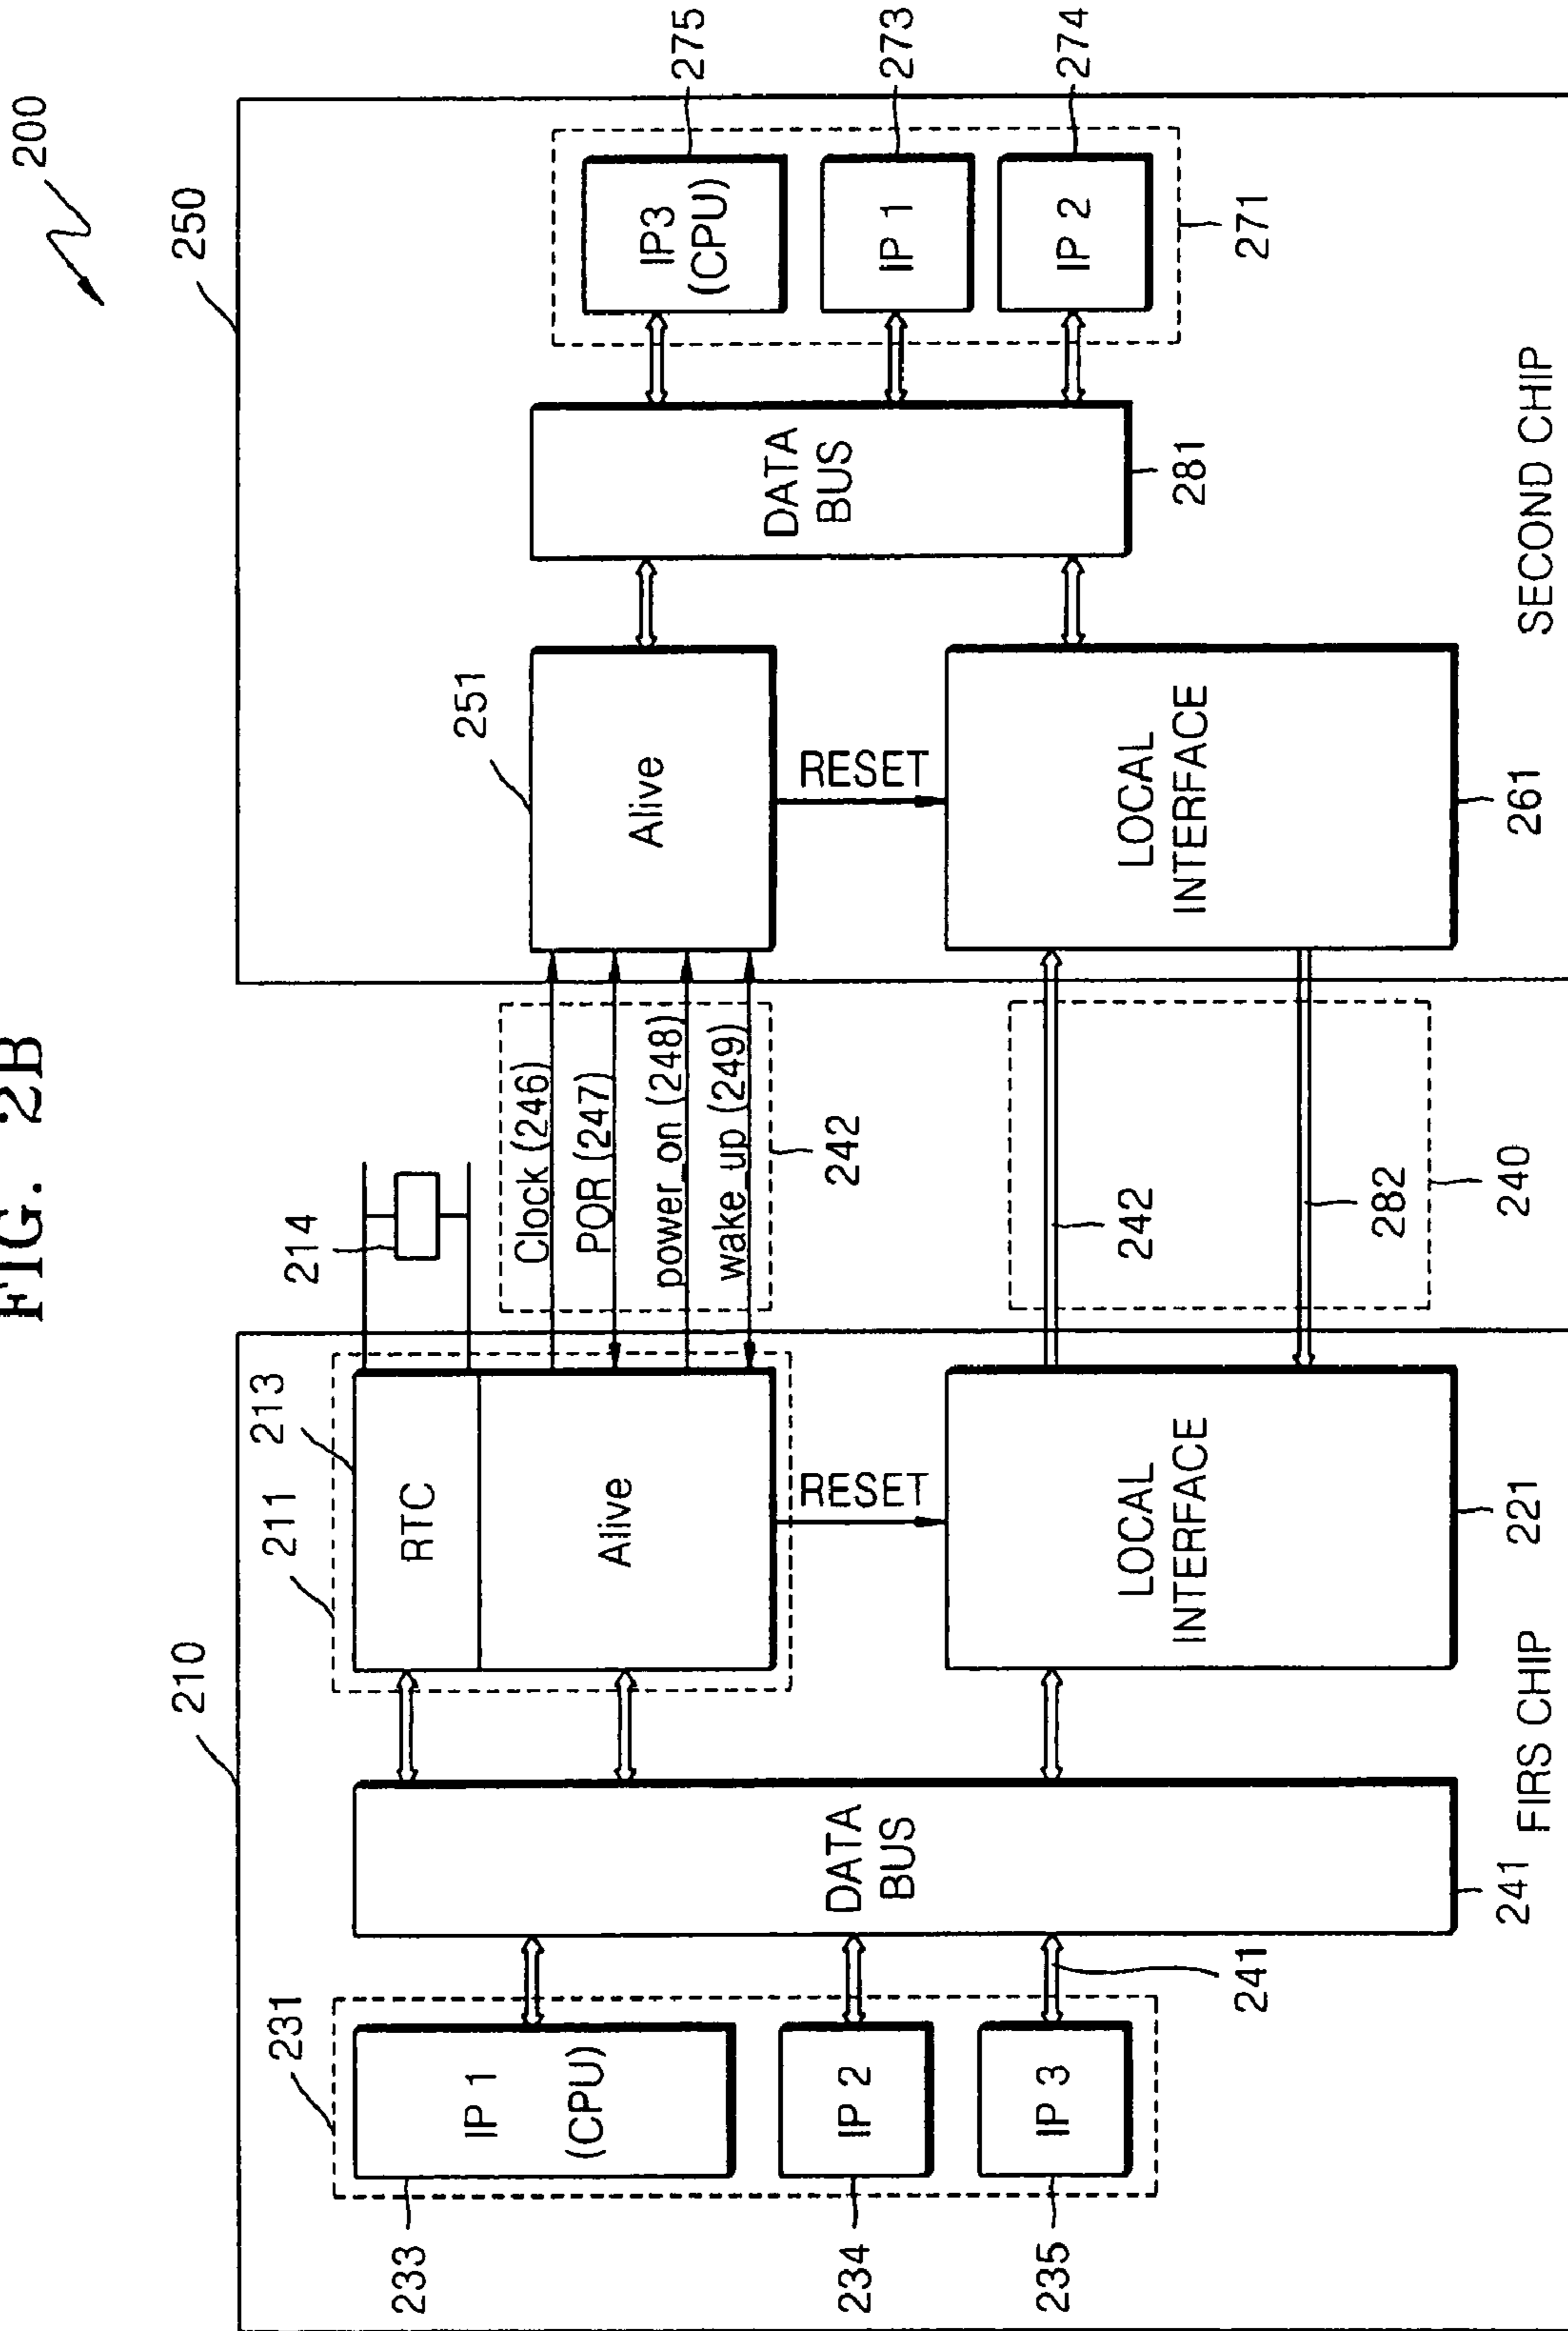 FIG. 2B
200
210
250
211
213
214
251
231
RTC
Alive
Clock (246)
POR (247)
power_on (248)
wake_up (249)
242
Alive
275
IP3
(CPU)
273
IP 1
274
IP 2
271
DATA
BUS
281
RESET
RESET
233
IP 1
(CPU)
234
IP 2
235
IP 3
241
DATA
BUS
241
LOCAL
INTERFACE
221
242
282
240
LOCAL
INTERFACE
261
FIRS CHIP
SECOND CHIP